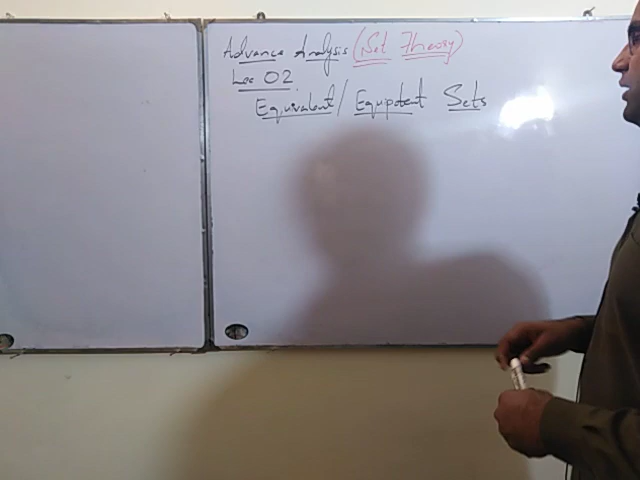 Advance Analysis (Set Theory)
Lec 02.
Equivalent / Equipotent Sets